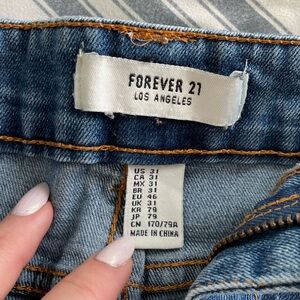 FOREVER 21
LOS ANGELES
US 31
CA 31
MX 31
BR 31
EU 46
UK 31
KR 79
JP 79
CN 170/79A
MADE IN CHINA